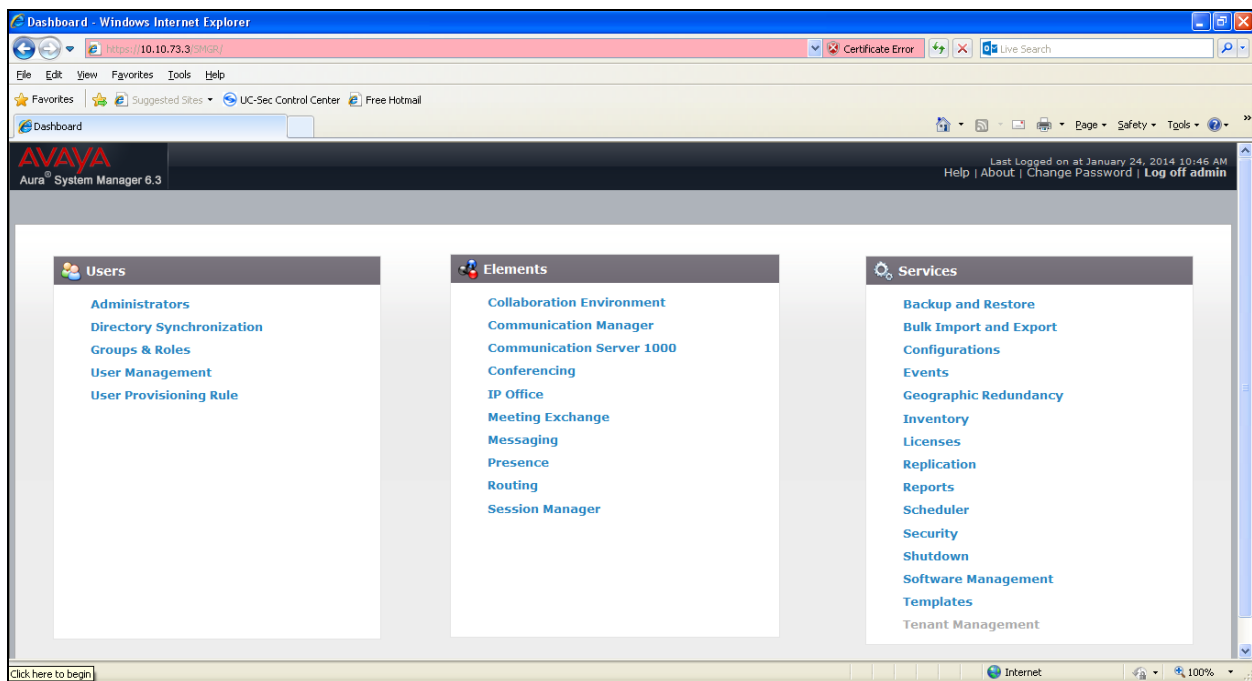 Dashboard - Windows Internet Explorer
https://10.10.73.3/SMGR/
Certificate Error
Live Search
File Edit View Favorites Tools Help
Favorites Suggested Sites UC-Sec Control Center Free Hotmail
Dashboard
Page Safety Tools
AVAYA
Aura® System Manager 6.3
Last Logged on at January 24, 2014 10:46 AM
Help | About | Change Password | Log off admin
Users
Administrators
Directory Synchronization
Groups & Roles
User Management
User Provisioning Rule
Elements
Collaboration Environment
Communication Manager
Communication Server 1000
Conferencing
IP Office
Meeting Exchange
Messaging
Presence
Routing
Session Manager
Services
Backup and Restore
Bulk Import and Export
Configurations
Events
Geographic Redundancy
Inventory
Licenses
Replication
Reports
Scheduler
Security
Shutdown
Software Management
Templates
Tenant Management
Click here to begin
Internet
100%